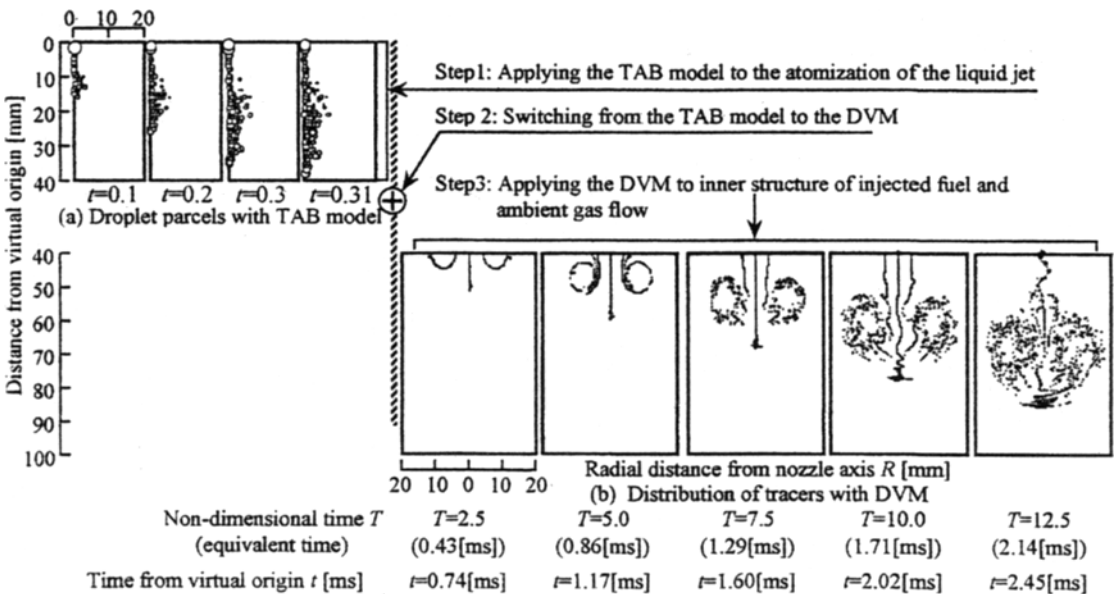 0 10 20
0
10
20
30
40
Distance from virtual origin [mm]
t=0.1 t=0.2 t=0.3 t=0.31
(a) Droplet parcels with TAB model
Step1: Applying the TAB model to the atomization of the liquid jet
Step 2: Switching from the TAB model to the DVM
Step3: Applying the DVM to inner structure of injected fuel and
ambient gas flow
40
50
60
70
80
90
100
20 10 0 10 20
Radial distance from nozzle axis R [mm]
(b) Distribution of tracers with DVM
Non-dimensional time T T=2.5 T=5.0 T=7.5 T=10.0 T=12.5
(equivalent time) (0.43[ms]) (0.86[ms]) (1.29[ms]) (1.71[ms]) (2.14[ms])
Time from virtual origin t [ms] t=0.74[ms] t=1.17[ms] t=1.60[ms] t=2.02[ms] t=2.45[ms]